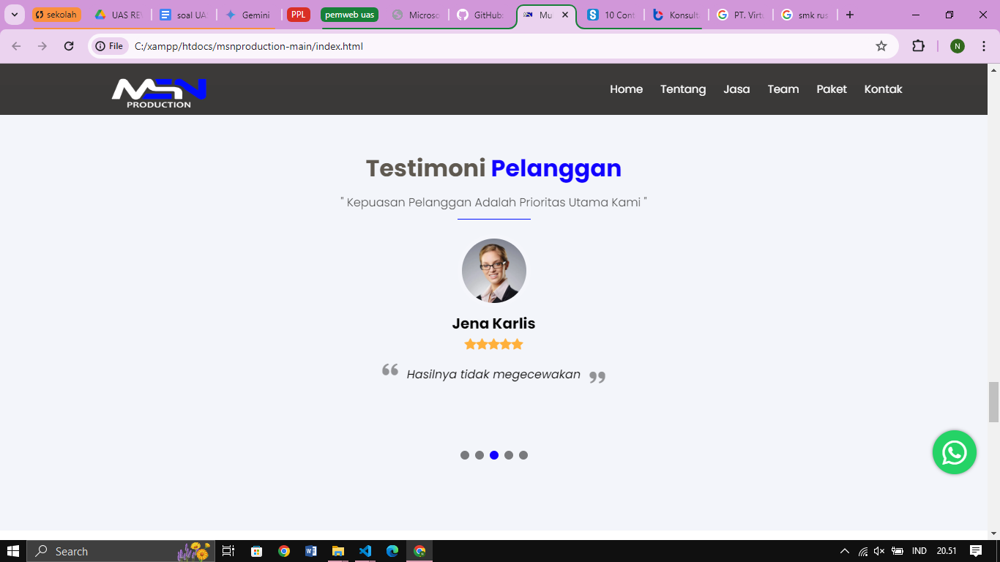 sekolah
UAS RE
soal UA
Gemini
PPL
pemweb uas
Microso
GitHub
Mu
10 Cont
Konsult
PT. Virtu
smk rus
File
C:/xampp/htdocs/msnproduction-main/index.html
N
MSN
PRODUCTION
Home Tentang Jasa Team Paket Kontak
Testimoni Pelanggan
" Kepuasan Pelanggan Adalah Prioritas Utama Kami "
Jena Karlis
“ Hasilnya tidak megecewakan ”
Search
IND
20.51